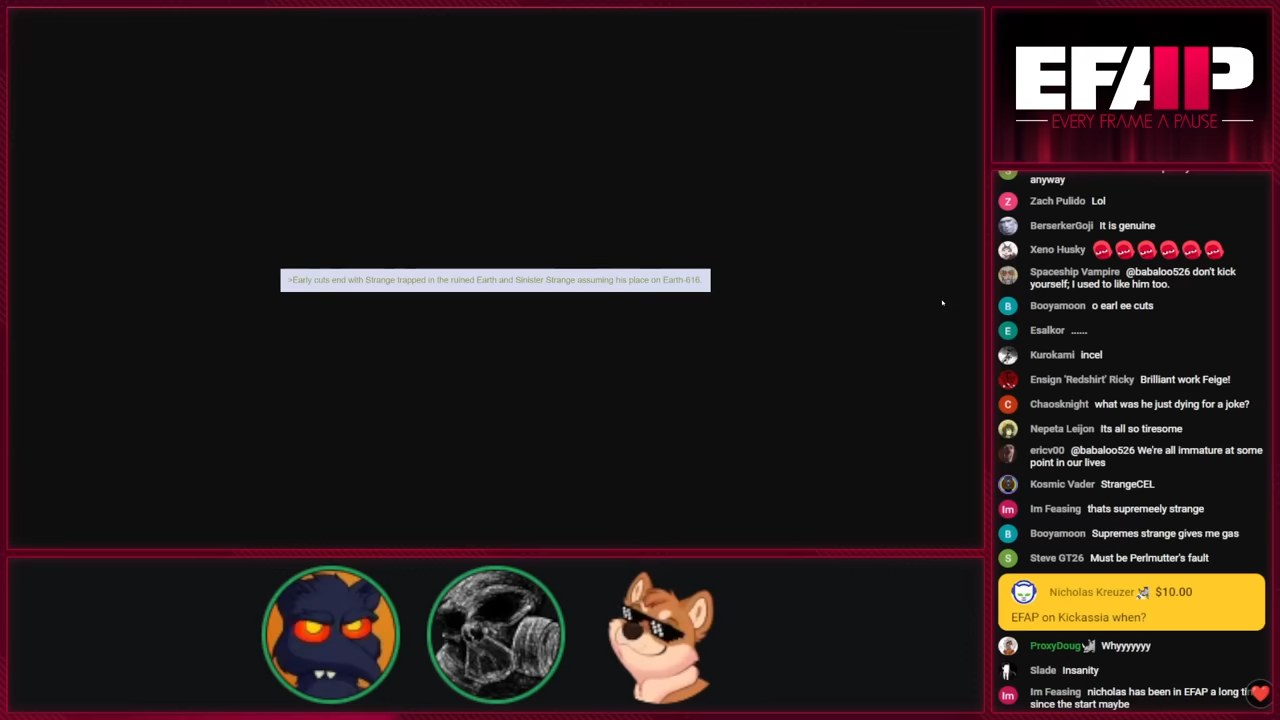 EFAP
EVERY FRAME A PAUSE
>Early cuts end with Strange trapped in the ruined Earth and Sinister Strange assuming his place on Earth-616.
anyway
Z Zach Pulido Lol
BerserkerGoji It is genuine
Xeno Husky
Spaceship Vampire @babaloo526 don't kick
yourself; I used to like him too.
B Booyamoon o earl ee cuts
E Esalkor ......
Kurokami incel
Ensign 'Redshirt' Ricky Brilliant work Feige!
C Chaosknight what was he just dying for a joke?
Nepeta Leijon Its all so tiresome
ericv00 @babaloo526 We're all immature at some
point in our lives
Kosmic Vader StrangeCEL
Im Im Feasing thats supremeely strange
B Booyamoon Supremes strange gives me gas
S Steve GT26 Must be Perlmutter's fault
Nicholas Kreuzer $10.00
EFAP on Kickassia when?
ProxyDoug Whyyyyyy
Slade Insanity
Im Im Feasing nicholas has been in EFAP a long
since the start maybe